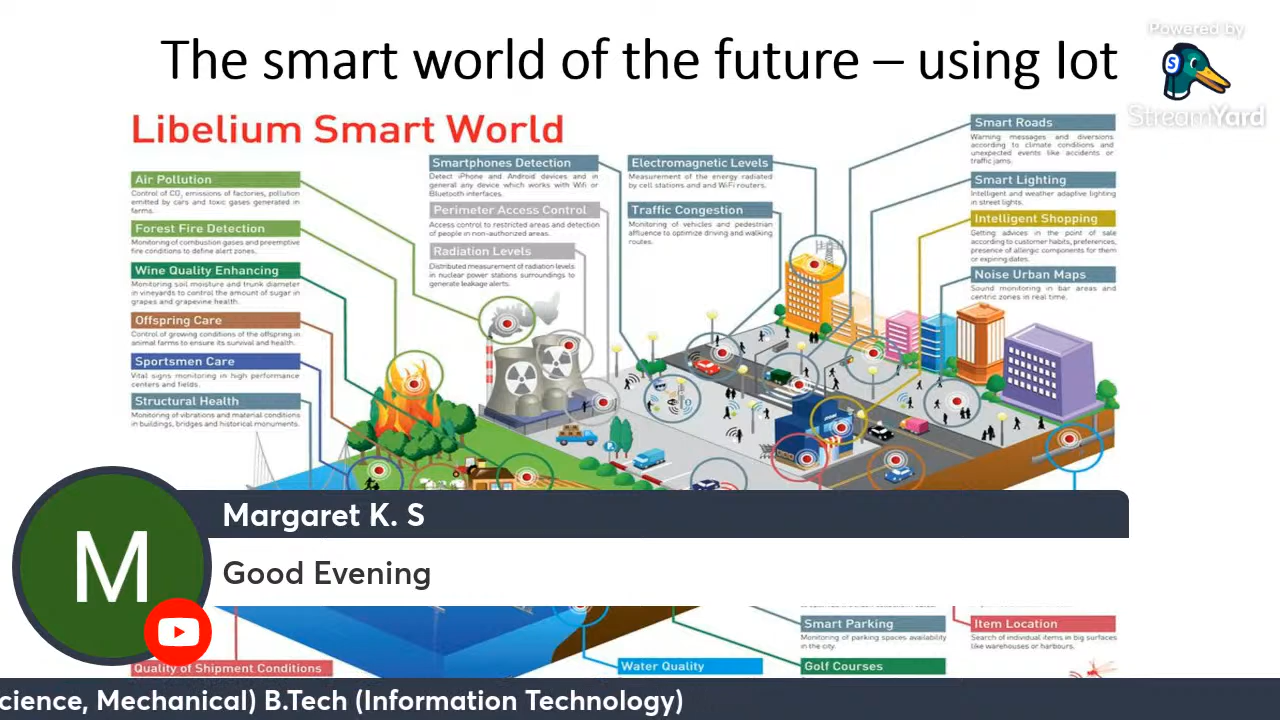 The smart world of the future – using Iot
Powered by
StreamYard
Libelium Smart World
Air Pollution
Control of CO₂ emissions of factories, pollution
emitted by cars and toxic gases generated in
farms.
Forest Fire Detection
Monitoring of combustion gases and preemptive
fire conditions to define alert zones.
Wine Quality Enhancing
Monitoring soil moisture and trunk diameter
in vineyards to control the amount of sugar in
grapes and grapevine health.
Offspring Care
Control of growing conditions of the offspring in
animal farms to ensure its survival and health.
Sportsmen Care
Vital signs monitoring in high performance
centers and fields.
Structural Health
Monitoring of vibrations and material conditions
in buildings, bridges and historical monuments.
Smartphones Detection
Detect iPhone and Android devices and in
general any device which works with Wifi or
Bluetooth interfaces.
Perimeter Access Control
Access control to restricted areas and detection
of people in non-authorized areas.
Radiation Levels
Distributed measurement of radiation levels
in nuclear power stations surroundings to
generate leakage alerts.
Electromagnetic Levels
Measurement of the energy radiated
by cell stations and and WiFi routers.
Traffic Congestion
Monitoring of vehicles and pedestrian
affluence to optimize driving and walking
routes.
Smart Roads
Warning messages and diversions
according to climate conditions and
unexpected events like accidents or
traffic jams.
Smart Lighting
Intelligent and weather adaptive lighting
in street lights.
Intelligent Shopping
Getting advices in the point of sale
according to customer habits, preferences,
presence of allergic components for them
or expiring dates.
Noise Urban Maps
Sound monitoring in bar areas and
centric zones in real time.
M
Margaret K. S
Good Evening
Smart Parking
Monitoring of parking spaces availability
in the city.
Item Location
Search of individual items in big surfaces
like warehouses or harbours.
Quality of Shipment Conditions
Water Quality
Golf Courses
cience, Mechanical) B.Tech (Information Technology)